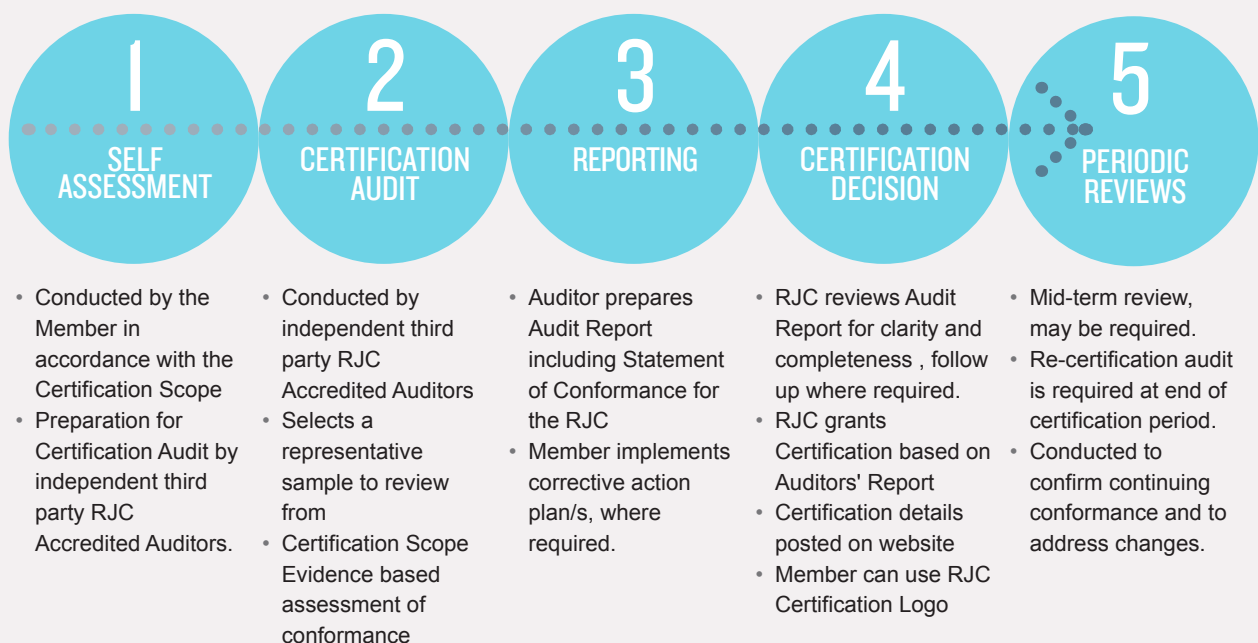 1
SELF
ASSESSMENT
• Conducted by the
Member in
accordance with the
Certification Scope
• Preparation for
Certification Audit by
independent third
party RJC
Accredited Auditors.
2
CERTIFICATION
AUDIT
• Conducted by
independent third
party RJC
Accredited Auditors
• Selects a
representative
sample to review
from
• Certification Scope
Evidence based
assessment of
conformance
3
REPORTING
• Auditor prepares
Audit Report
including Statement
of Conformance for
the RJC
• Member implements
corrective action
plan/s, where
required.
4
CERTIFICATION
DECISION
• RJC reviews Audit
Report for clarity and
completeness , follow
up where required.
• RJC grants
Certification based on
Auditors' Report
• Certification details
posted on website
• Member can use RJC
Certification Logo
5
PERIODIC
REVIEWS
• Mid-term review,
may be required.
• Re-certification audit
is required at end of
certification period.
• Conducted to
confirm continuing
conformance and to
address changes.